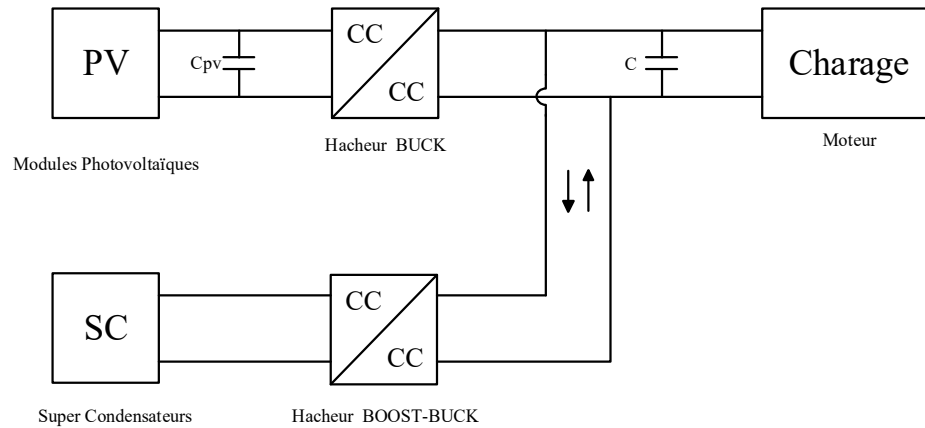 PV
Cpv
CC
CC
C
Charage
Hacheur BUCK
Moteur
Modules Photovoltaïques
SC
CC
CC
Super Condensateurs
Hacheur BOOST-BUCK